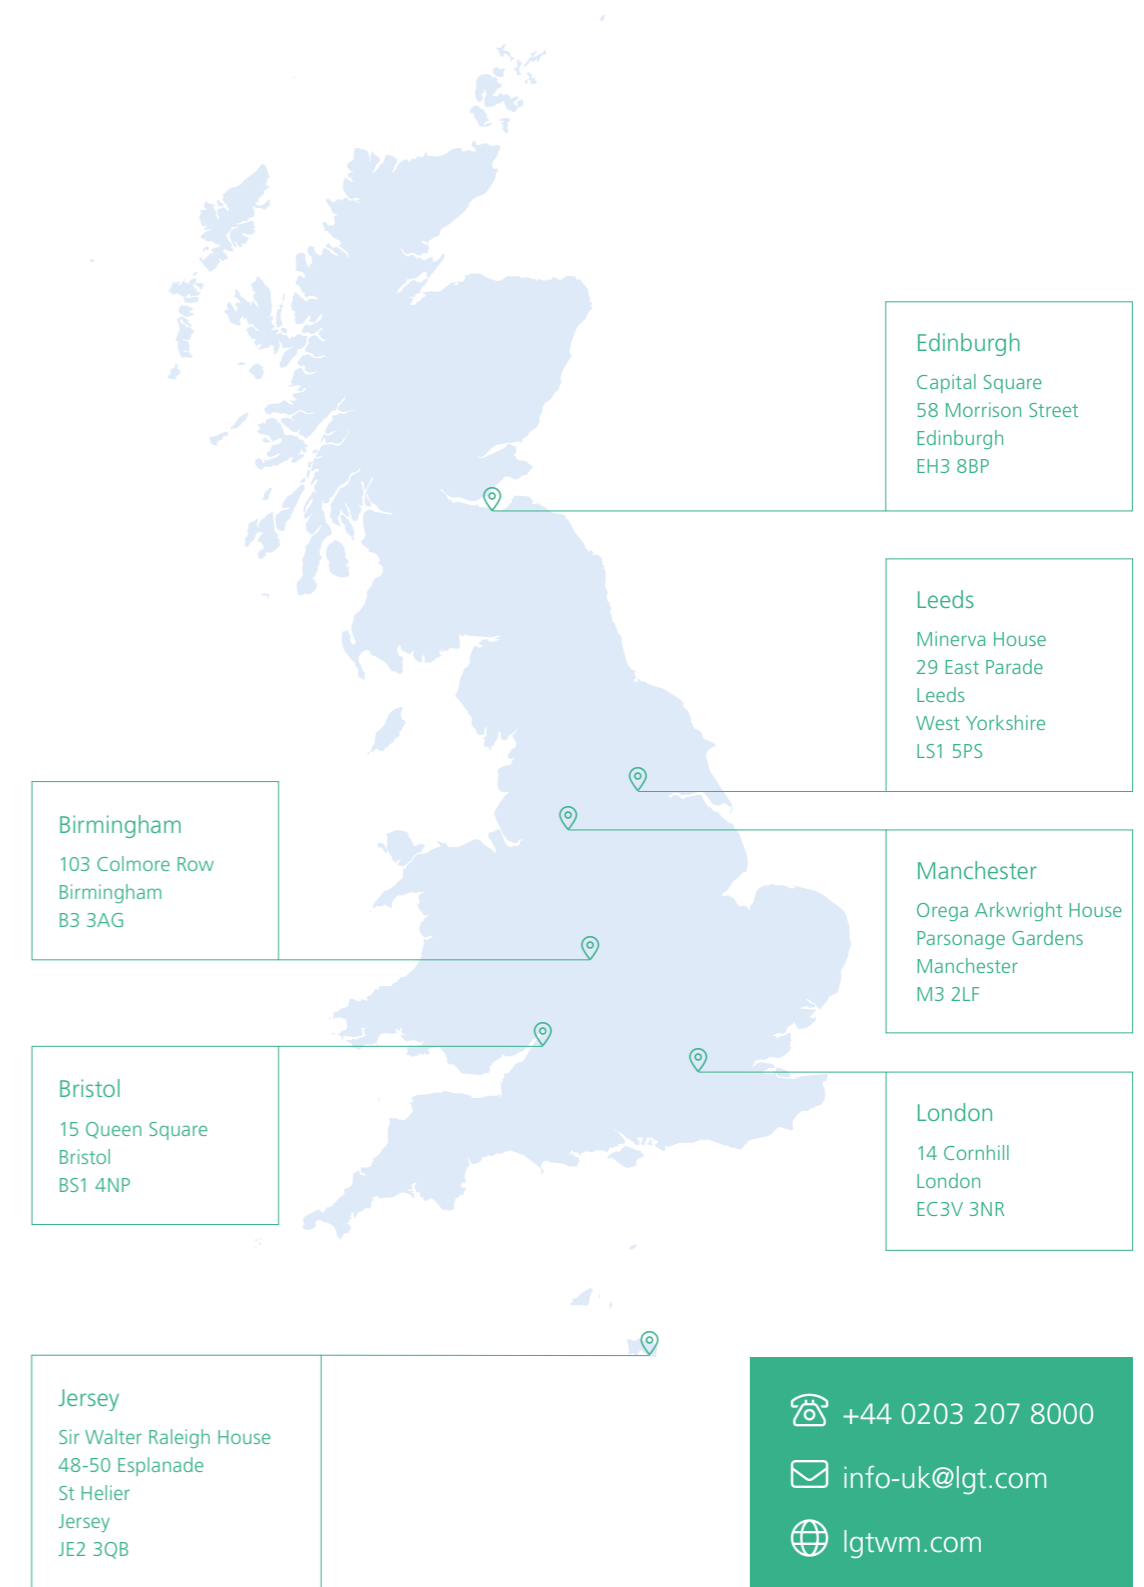 Edinburgh
Capital Square
58 Morrison Street
Edinburgh
EH3 8BP
Leeds
Minerva House
29 East Parade
Leeds
West Yorkshire
LS1 5PS
Birmingham
103 Colmore Row
Birmingham
B3 3AG
Manchester
Orega Arkwright House
Parsonage Gardens
Manchester
M3 2LF
Bristol
15 Queen Square
Bristol
BS1 4NP
London
14 Cornhill
London
EC3V 3NR
Jersey
Sir Walter Raleigh House
48-50 Esplanade
St Helier
Jersey
JE2 3QB
+44 0203 207 8000
info-uk@lgt.com
lgtwm.com